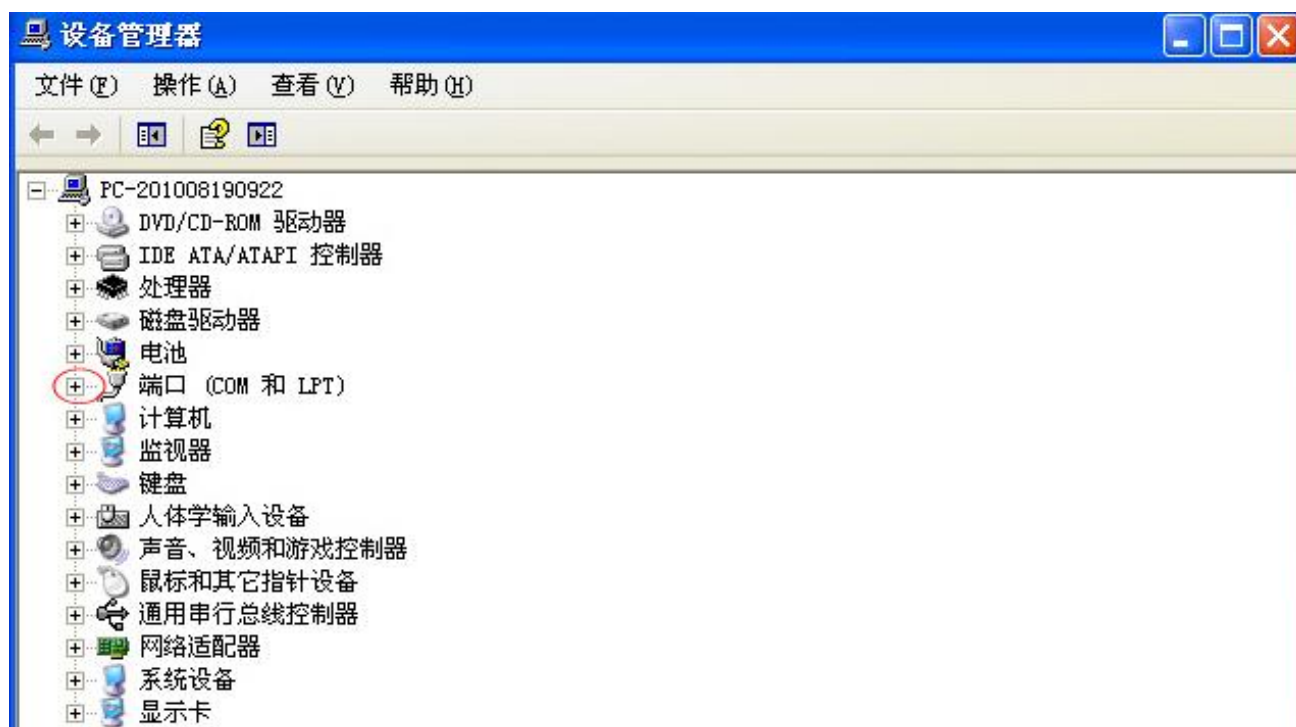 设备管理器
文件(F) 操作(A) 查看(V) 帮助(H)
PC-201008190922
DVD/CD-ROM 驱动器
IDE ATA/ATAPI 控制器
处理器
磁盘驱动器
电池
端口 (COM 和 LPT)
计算机
监视器
键盘
人体学输入设备
声音、视频和游戏控制器
鼠标和其它指针设备
通用串行总线控制器
网络适配器
系统设备
显示卡